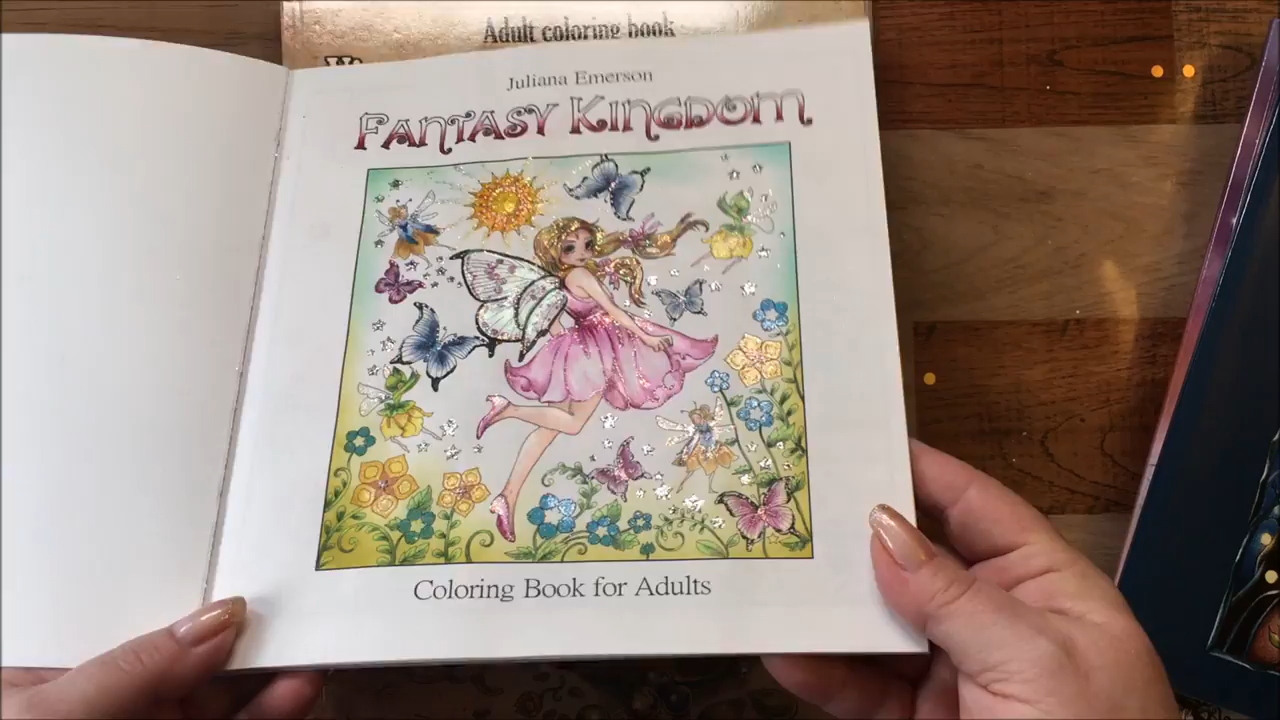 Adult coloring book
Juliana Emerson
Fantasy Kingdom
Coloring Book for Adults